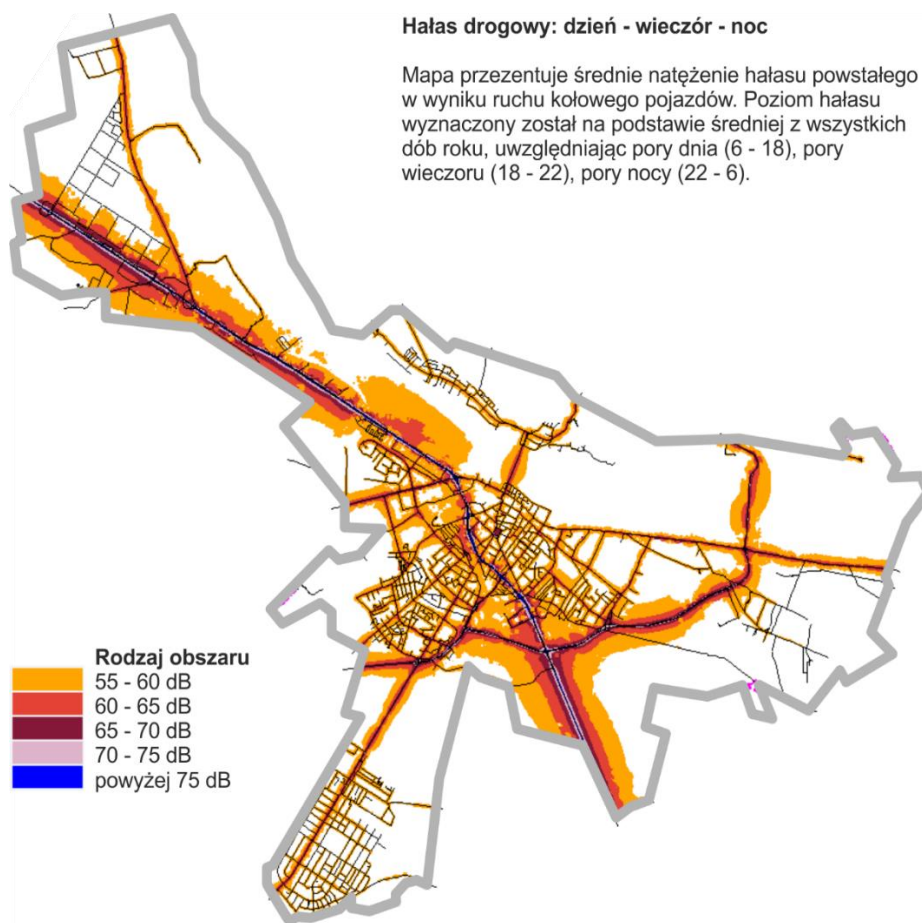 Hałas drogowy: dzień - wieczór - noc
Mapa przezentuje średnie natężenie hałasu powstałego
w wyniku ruchu kołowego pojazdów. Poziom hałasu
wyznaczony został na podstawie średniej z wszystkich
dób roku, uwzględniając pory dnia (6 - 18), pory
wieczoru (18 - 22), pory nocy (22 - 6).
Rodzaj obszaru
55 - 60 dB
60 - 65 dB
65 - 70 dB
70 - 75 dB
powyżej 75 dB